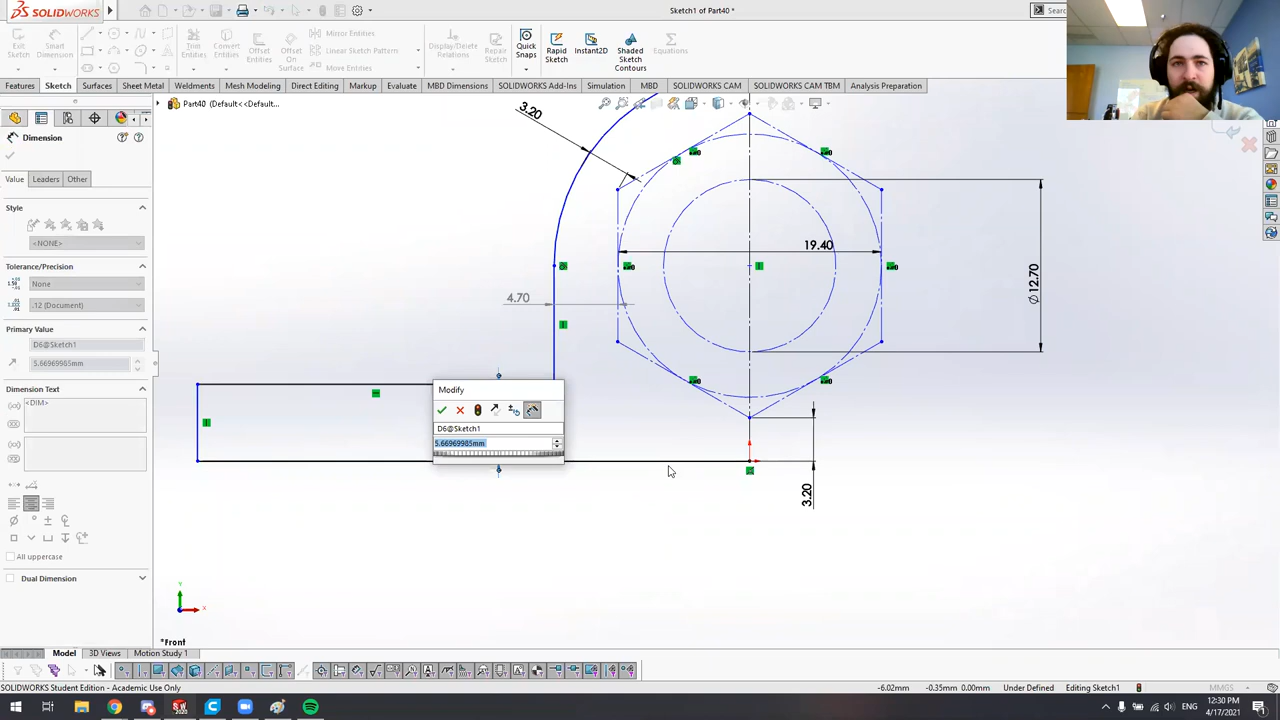 SOLIDWORKS
Sketch1 of Part40 *
Sear
Exit Sketch
Smart Dimension
Trim Entities
Convert Entities
Offset Entities
Offset On Surface
Mirror Entities
Linear Sketch Pattern
Move Entities
Display/Delete Relations
Repair Sketch
Quick Snaps
Rapid Sketch
Instant2D
Shaded Sketch Contours
Equations
Features Sketch Surfaces Sheet Metal Weldments Mesh Modeling Direct Editing Markup Evaluate MBD Dimensions SOLIDWORKS Add-Ins Simulation MBD SOLIDWORKS CAM SOLIDWORKS CAM TBM Analysis Preparation
Part40 (Default<<Default...
Dimension
Value Leaders Other
Style
<NONE>
Tolerance/Precision
None
.12 (Document)
Primary Value
D6@Sketch1
5.66969985mm
Dimension Text
<DIM>
All uppercase
Dual Dimension
3.20
19.40
Ø12.70
4.70
Modify
D6@Sketch1
5.66969985mm
3.20
Y
X
*Front
Model 3D Views Motion Study 1
SOLIDWORKS Student Edition - Academic Use Only
-6.02mm -0.35mm 0.00mm Under Defined Editing Sketch1 MMGS
ENG
12:30 PM
4/17/2021